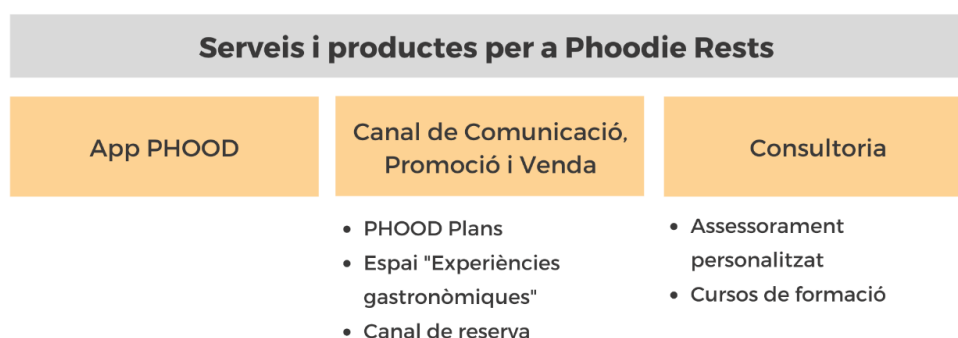 Serveis i productes per a Phoodie Rests
App PHOOD
Canal de Comunicació,
Promoció i Venda
• PHOOD Plans
• Espai "Experiències
gastronòmiques"
• Canal de reserva
Consultoria
• Assessorament
personalitzat
• Cursos de formació